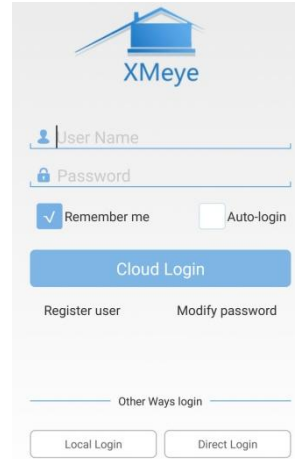 XMeye
User Name
Password
Remember me Auto-login
Cloud Login
Register user Modify password
Other Ways login
Local Login Direct Login